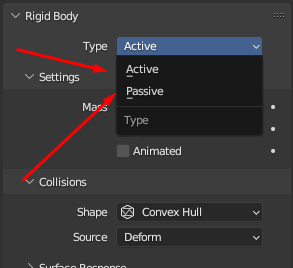 Rigid Body
Type Active
Active
Settings
Passive
Mass
Type
Animated
Collisions
Shape Convex Hull
Source Deform
Surface Response